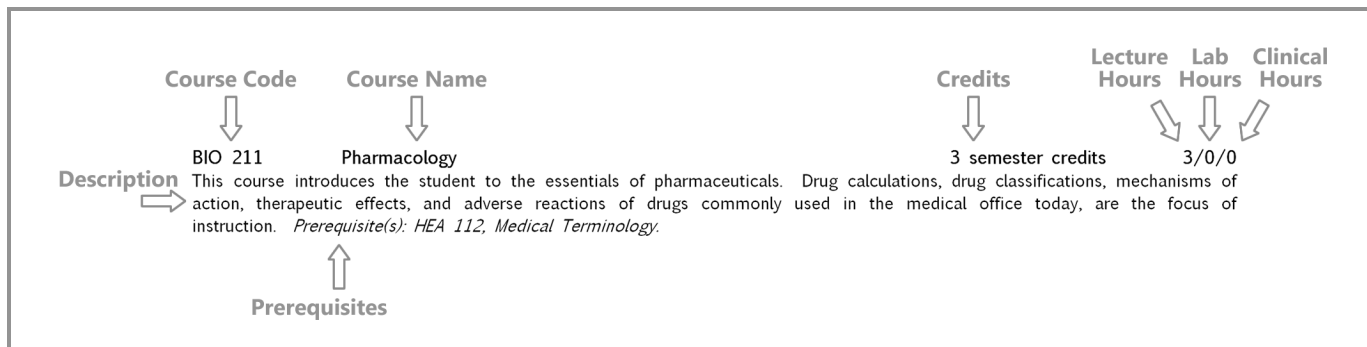 Lecture Hours
Lab Hours
Clinical Hours
Course Code
Course Name
Credits
BIO 211 Pharmacology 3 semester credits 3/0/0
Description
This course introduces the student to the essentials of pharmaceuticals. Drug calculations, drug classifications, mechanisms of
action, therapeutic effects, and adverse reactions of drugs commonly used in the medical office today, are the focus of
instruction. Prerequisite(s): HEA 112, Medical Terminology.
Prerequisites